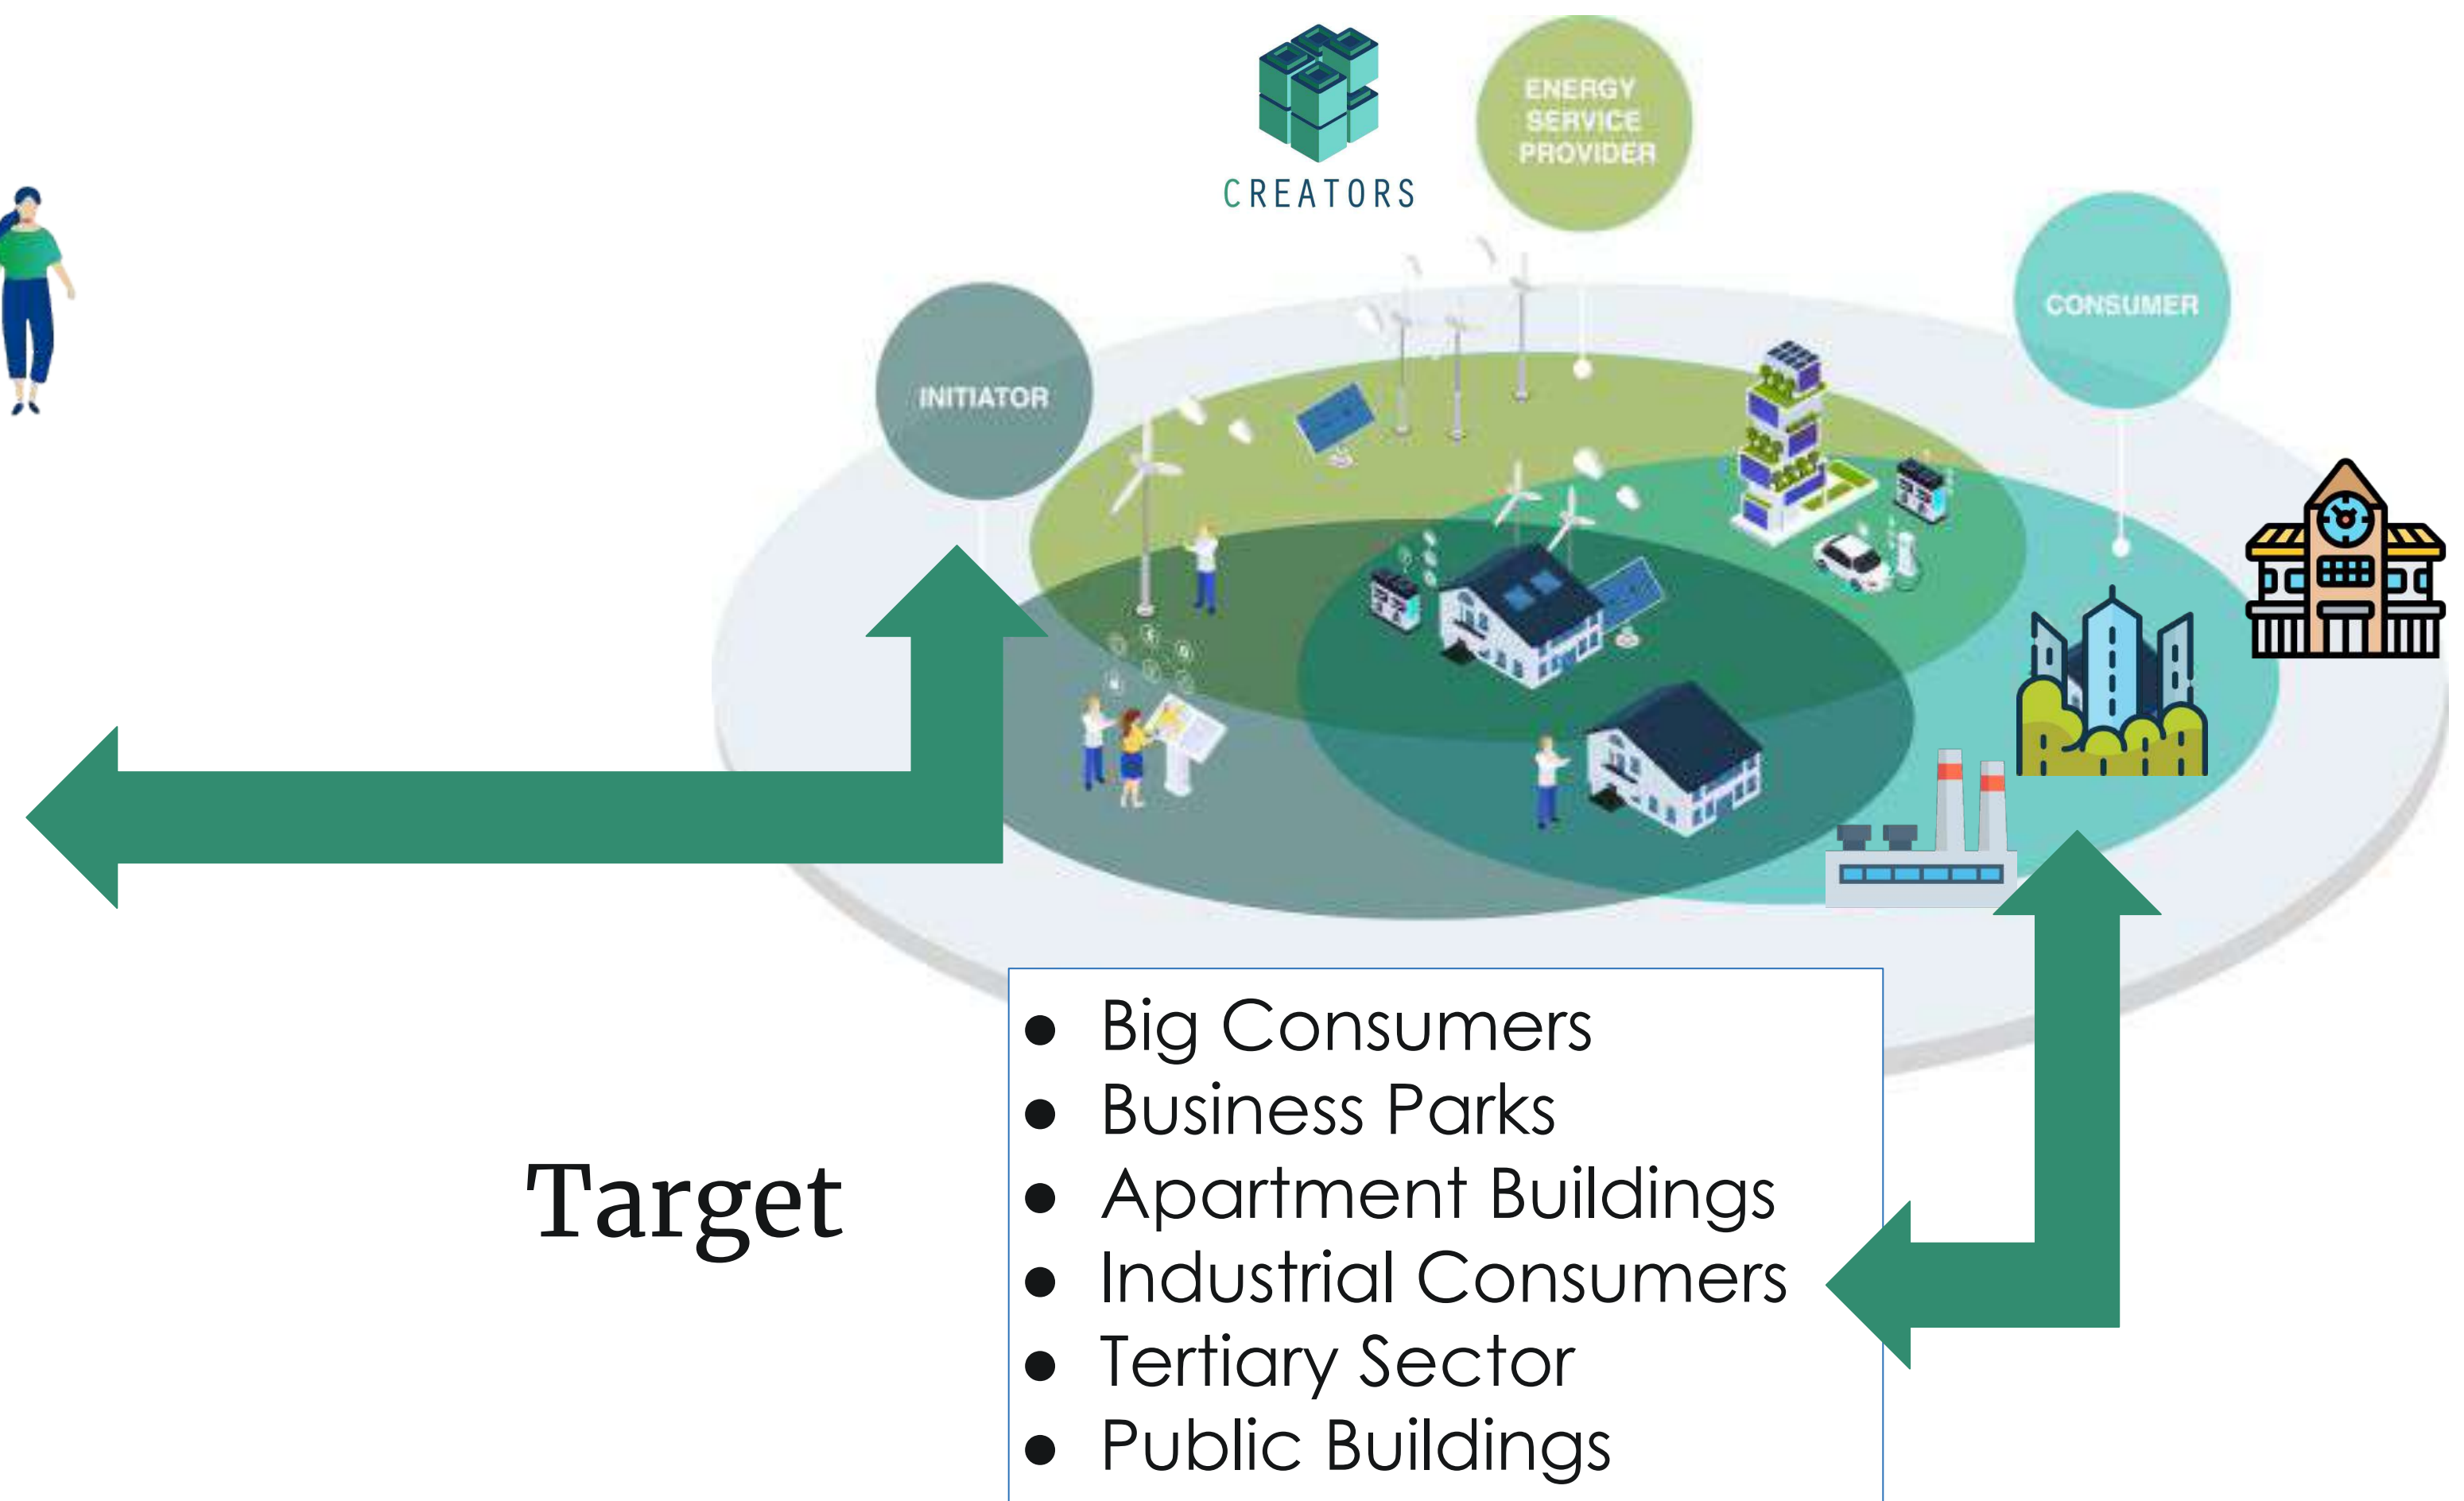 CREATORS
ENERGY
SERVICE
PROVIDER
CONSUMER
INITIATOR
Target
● Big Consumers
● Business Parks
● Apartment Buildings
● Industrial Consumers
● Tertiary Sector
● Public Buildings